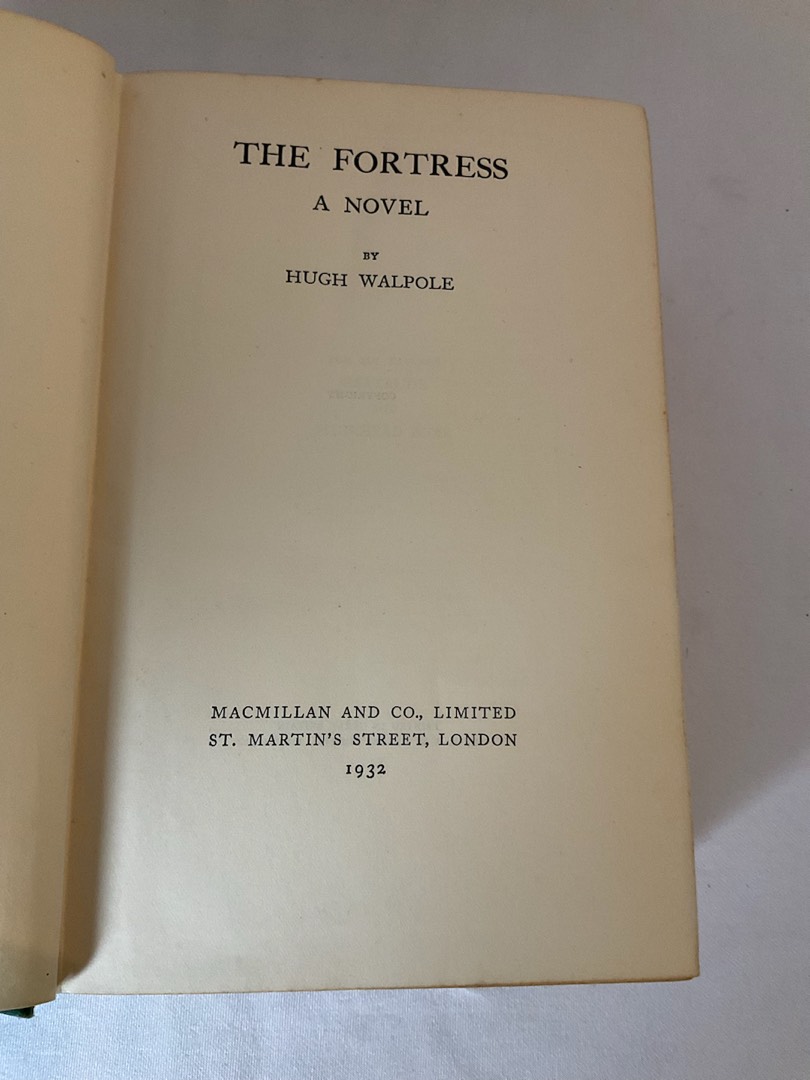 THE FORTRESS
A NOVEL
BY
HUGH WALPOLE
MACMILLAN AND CO., LIMITED
ST. MARTIN'S STREET, LONDON
1932